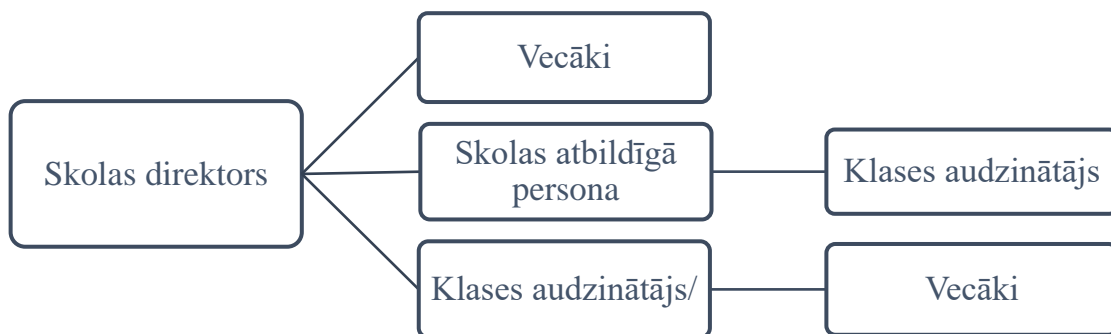 Vecāki
Skolas direktors
Skolas atbildīgā
persona
Klases audzinātājs
Klases audzinātājs/
Vecāki